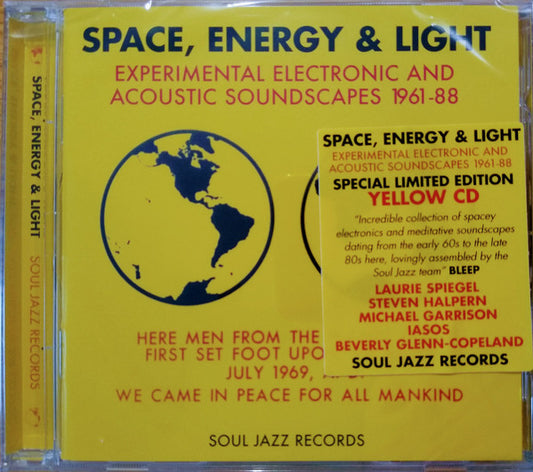 SPACE, ENERGY & LIGHT
EXPERIMENTAL ELECTRONIC AND
ACOUSTIC SOUNDSCAPES 1961-88
HERE MEN FROM THE
FIRST SET FOOT UPO
JULY 1969,
WE CAME IN PEACE FOR ALL MANKIND
SOUL JAZZ RECORDS
SPACE, ENERGY & LIGHT
EXPERIMENTAL ELECTRONIC AND
ACOUSTIC SOUNDSCAPES 1961-88
SPECIAL LIMITED EDITION
YELLOW CD
"Incredible collection of spacey
electronics and meditative soundscapes
dating from the early 60s to the late
80s here, lovingly assembled by the
Soul Jazz team" BLEEP
LAURIE SPIEGEL
STEVEN HALPERN
MICHAEL GARRISON
IASOS
BEVERLY GLENN-COPELAND
SOUL JAZZ RECORDS
SPACE, ENERGY & LIGHT SOUL JAZZ RECORDS